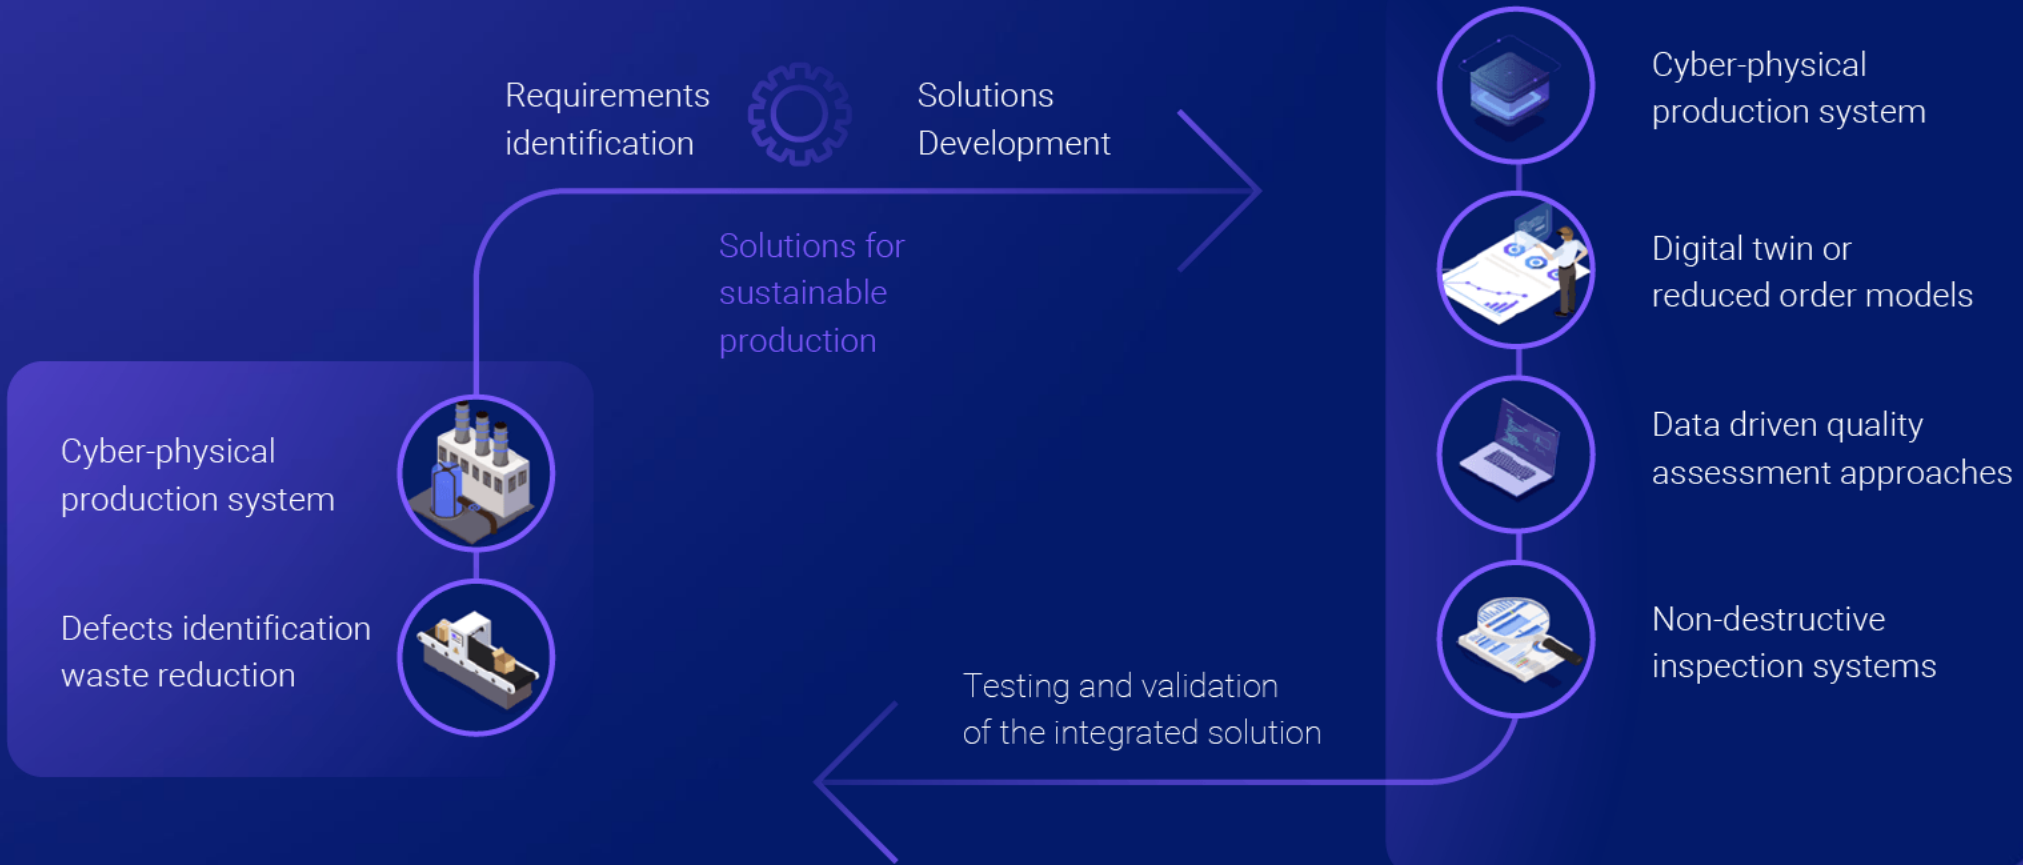 Requirements
identification
Solutions
Development
Solutions for
sustainable
production
Cyber-physical
production system
Defects identification
waste reduction
Cyber-physical
production system
Digital twin or
reduced order models
Data driven quality
assessment approaches
Non-destructive
inspection systems
Testing and validation
of the integrated solution